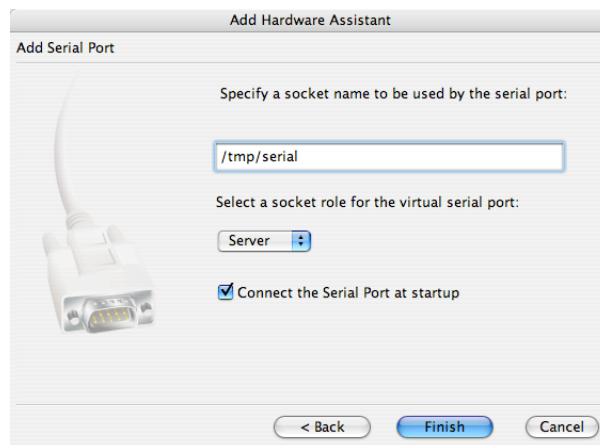 Add Hardware Assistant
Add Serial Port
Specify a socket name to be used by the serial port:
/tmp/serial
Select a socket role for the virtual serial port:
Server
Connect the Serial Port at startup
< Back
Finish
Cancel